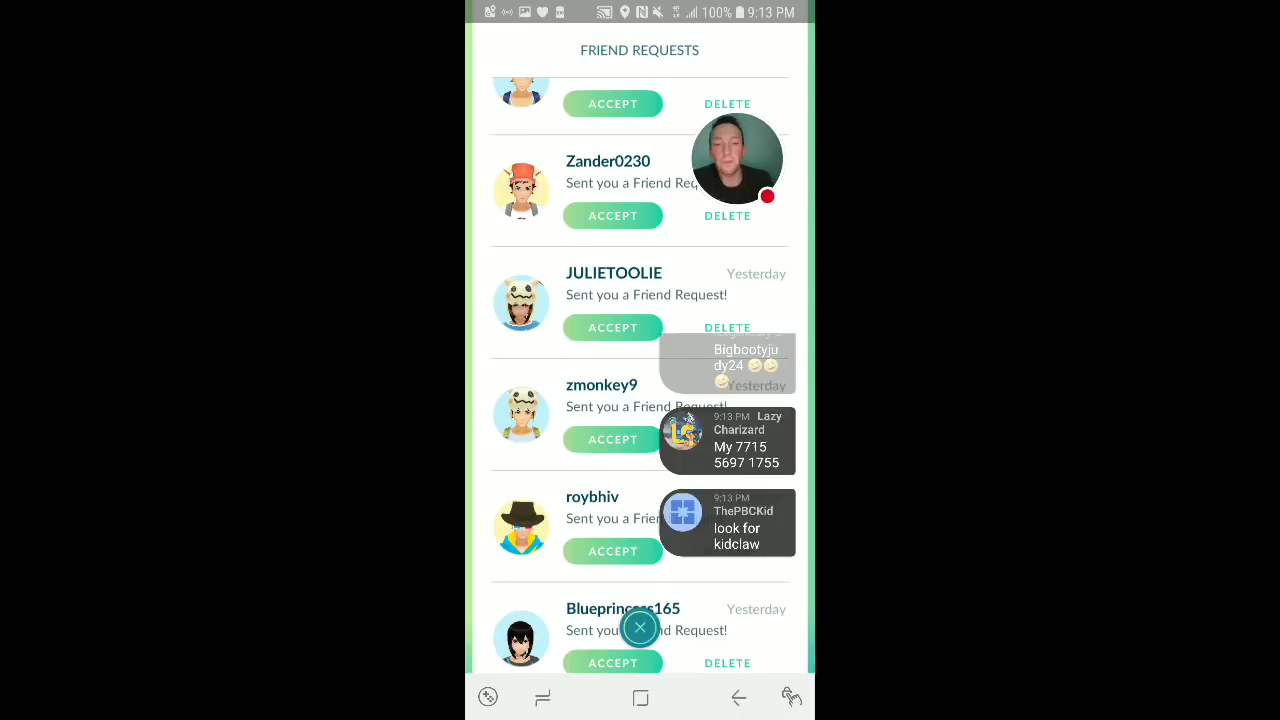 100% 9:13 PM
FRIEND REQUESTS
ACCEPT DELETE
Zander0230
Sent you a Friend Req
ACCEPT DELETE
JULIETOOLIE Yesterday
Sent you a Friend Request!
ACCEPT DELETE
Bigbootyju
dy24 🤣🤣
🤣
zmonkey9 Yesterday
Sent you a Friend Request!
ACCEPT
9:13 PM Lazy
Charizard
My 7715
5697 1755
roybhiv
Sent you a Frien
ACCEPT
9:13 PM
ThePBCKid
look for
kidclaw
Blueprincess165 Yesterday
Sent you Friend Request!
ACCEPT DELETE